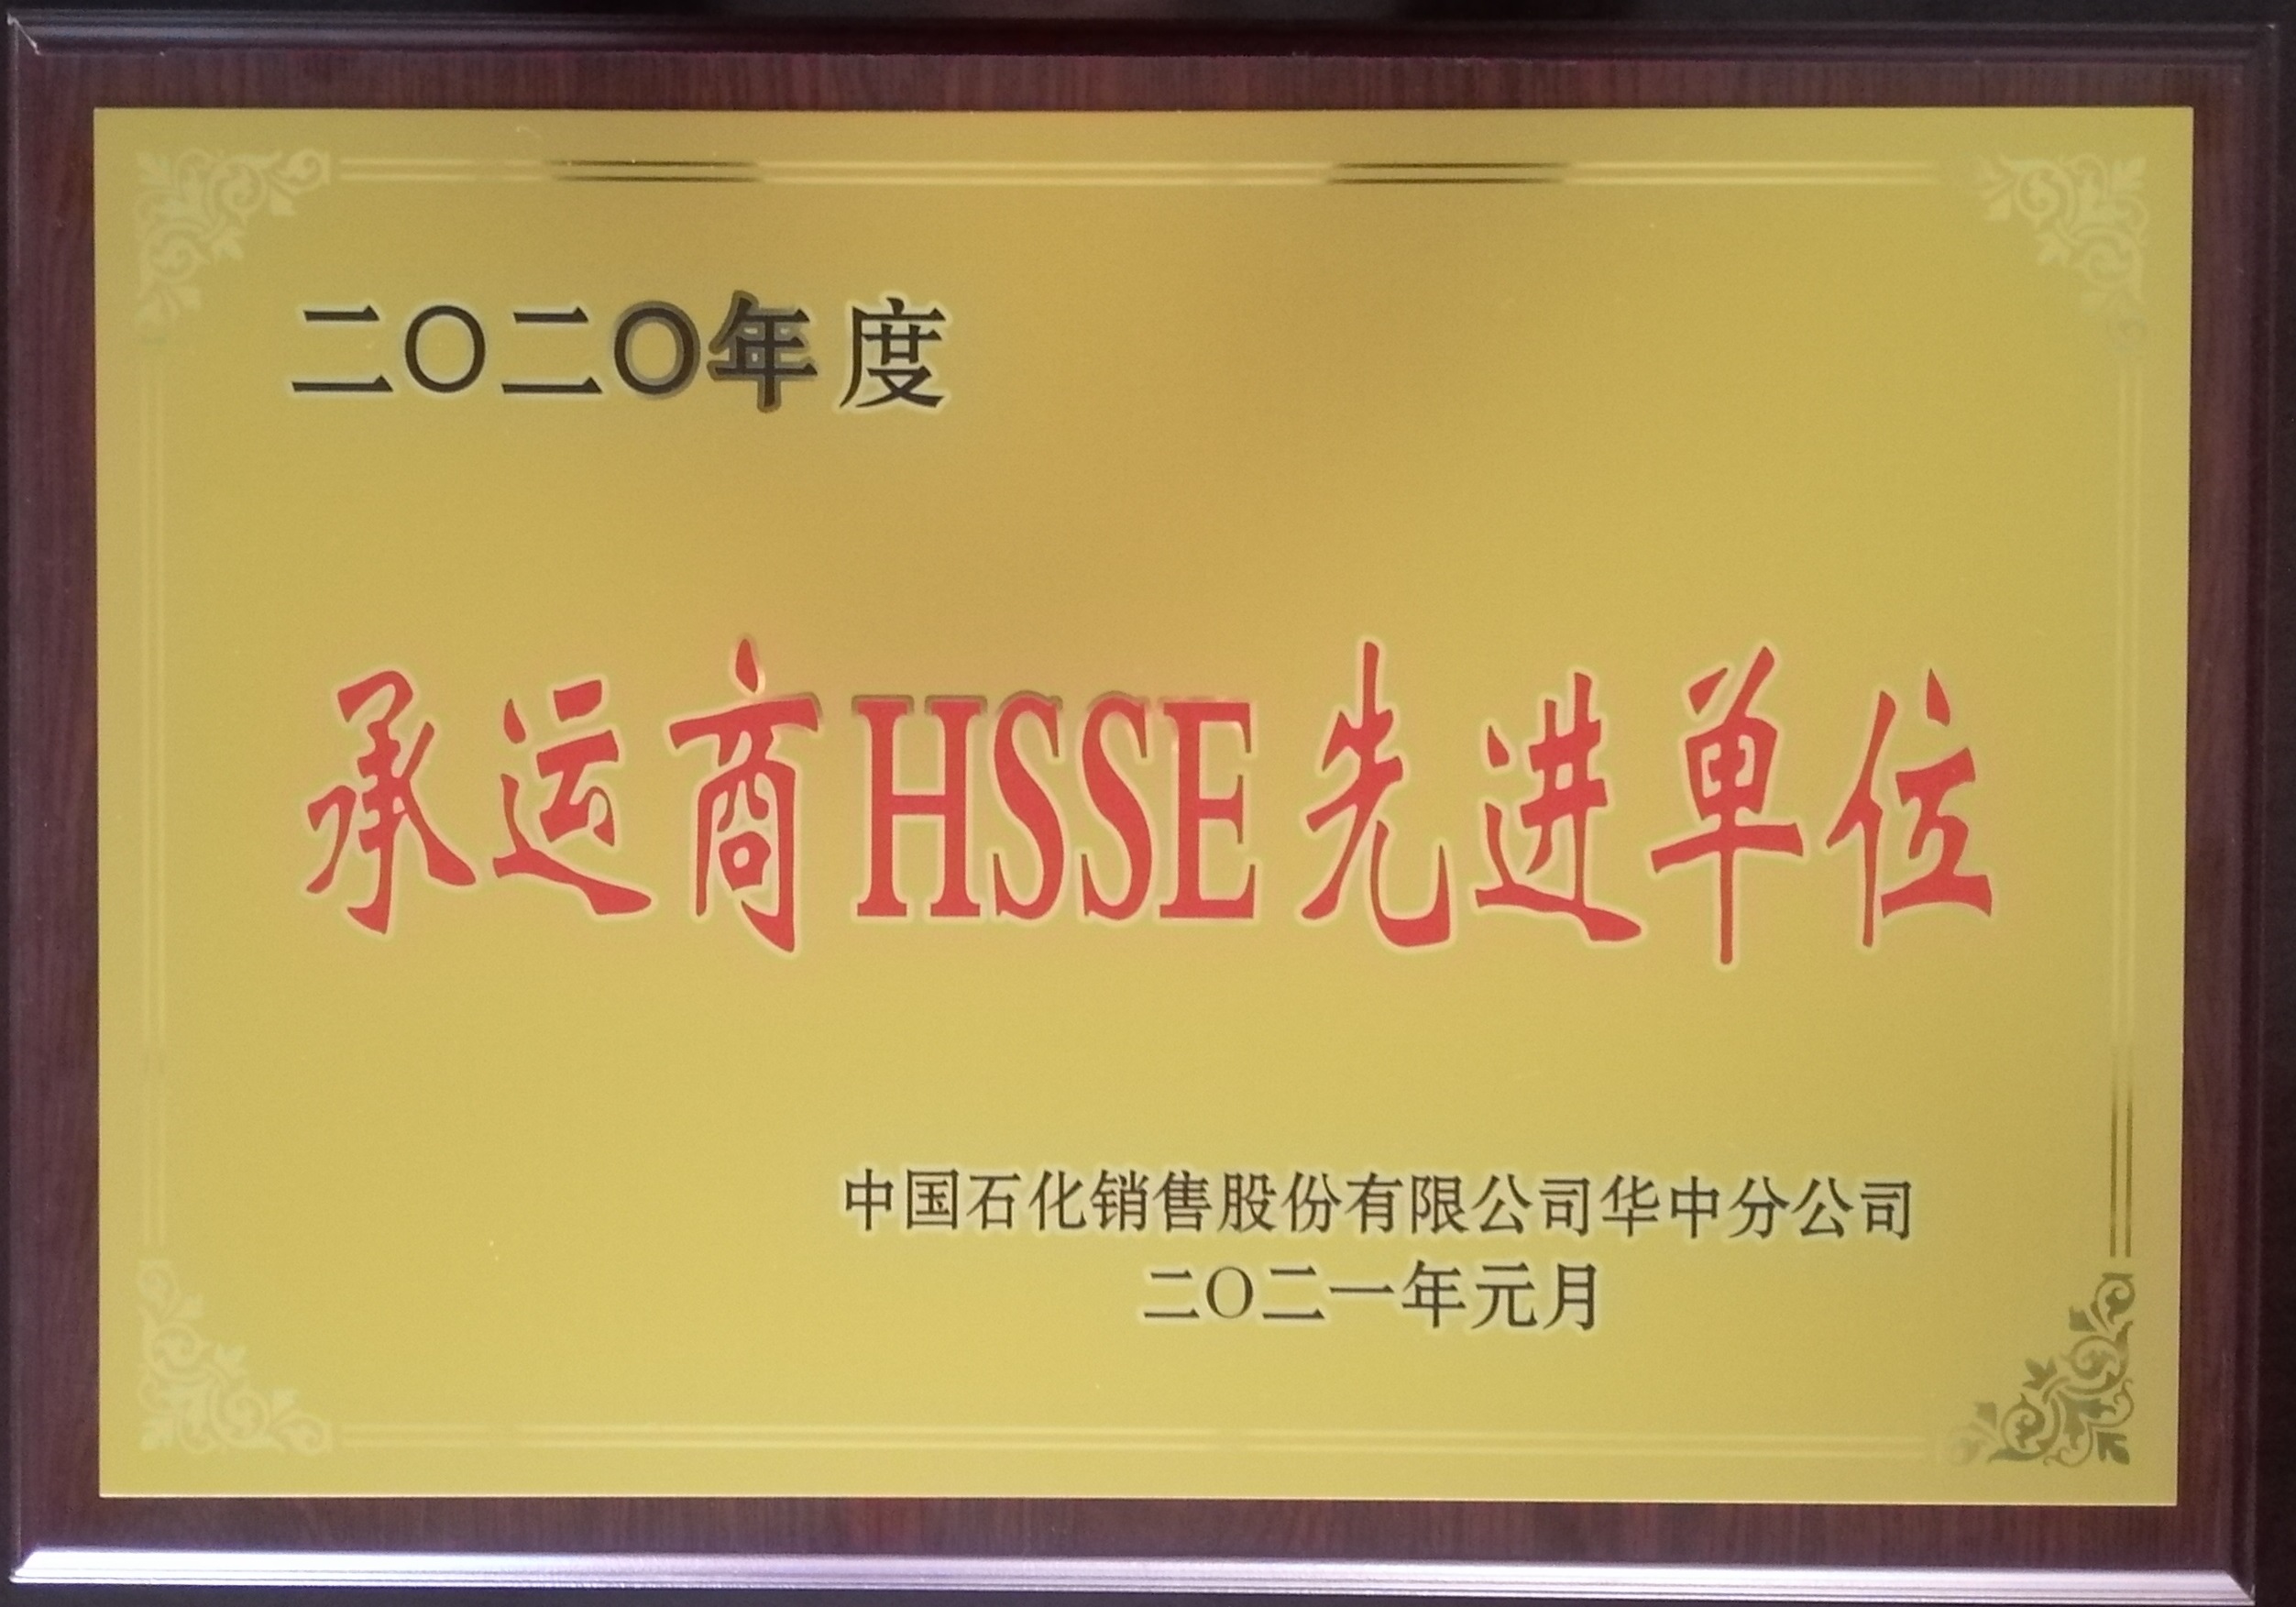 二〇二〇年度
承运商HSSE先进单位
中国石化销售股份有限公司华中分公司
二〇二一年元月